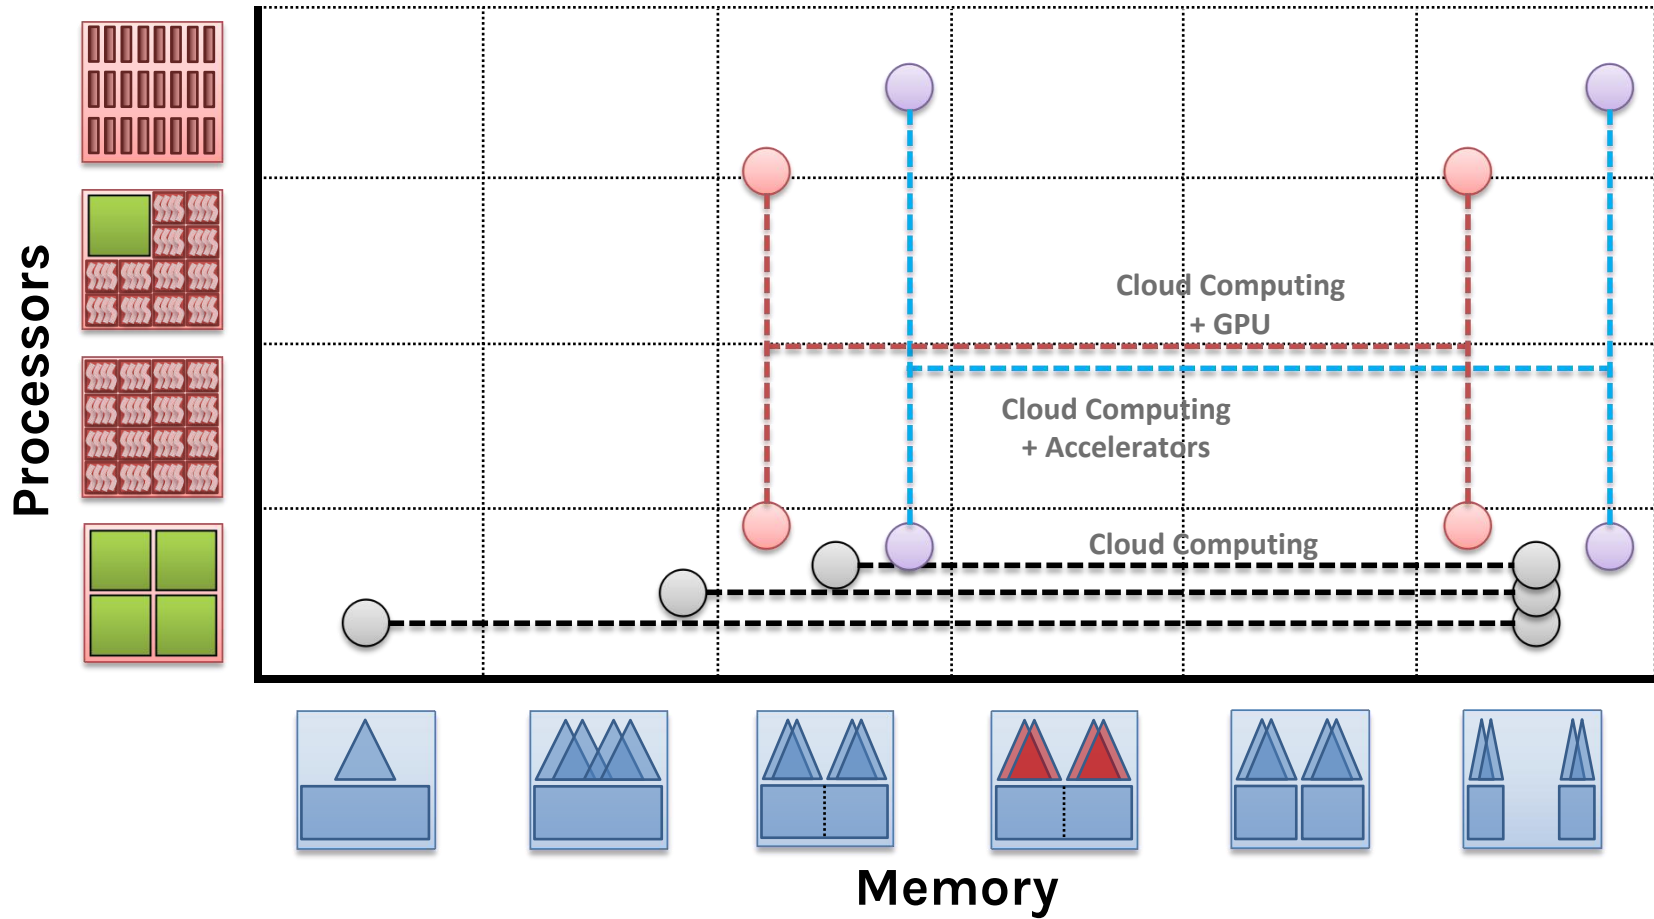 Processors
Cloud Computing
+ GPU
Cloud Computing
+ Accelerators
Cloud Computing
Memory